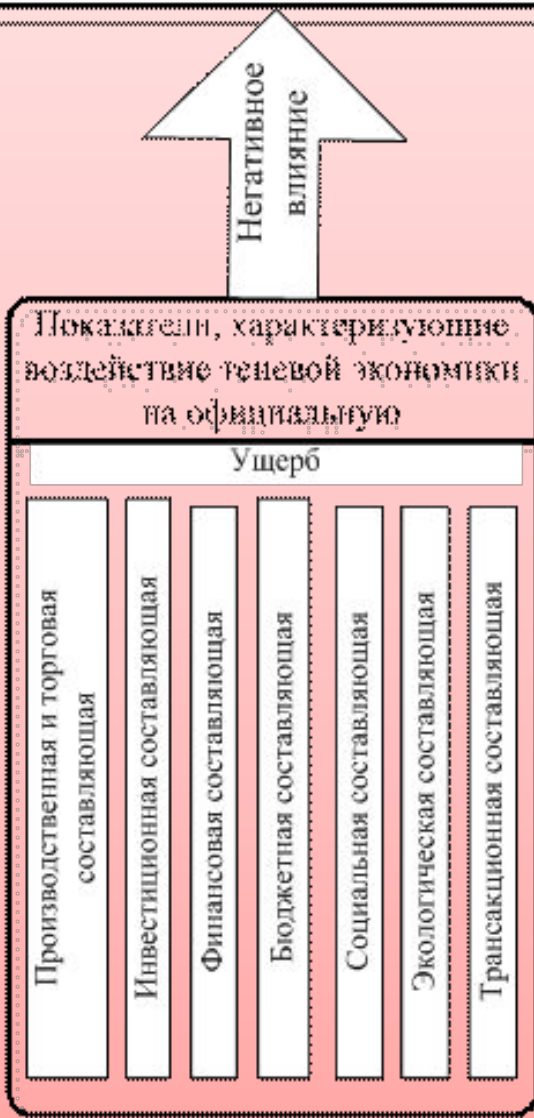 Негативное
влияние
Показатели, характеризующие
воздействие теневой экономики
на официальную
Ущерб
Производственная и торговая
составляющая
Инвестиционная составляющая
Финансовая составляющая
Бюджетная составляющая
Социальная составляющая
Экологическая составляющая
Трансакционная составляющая